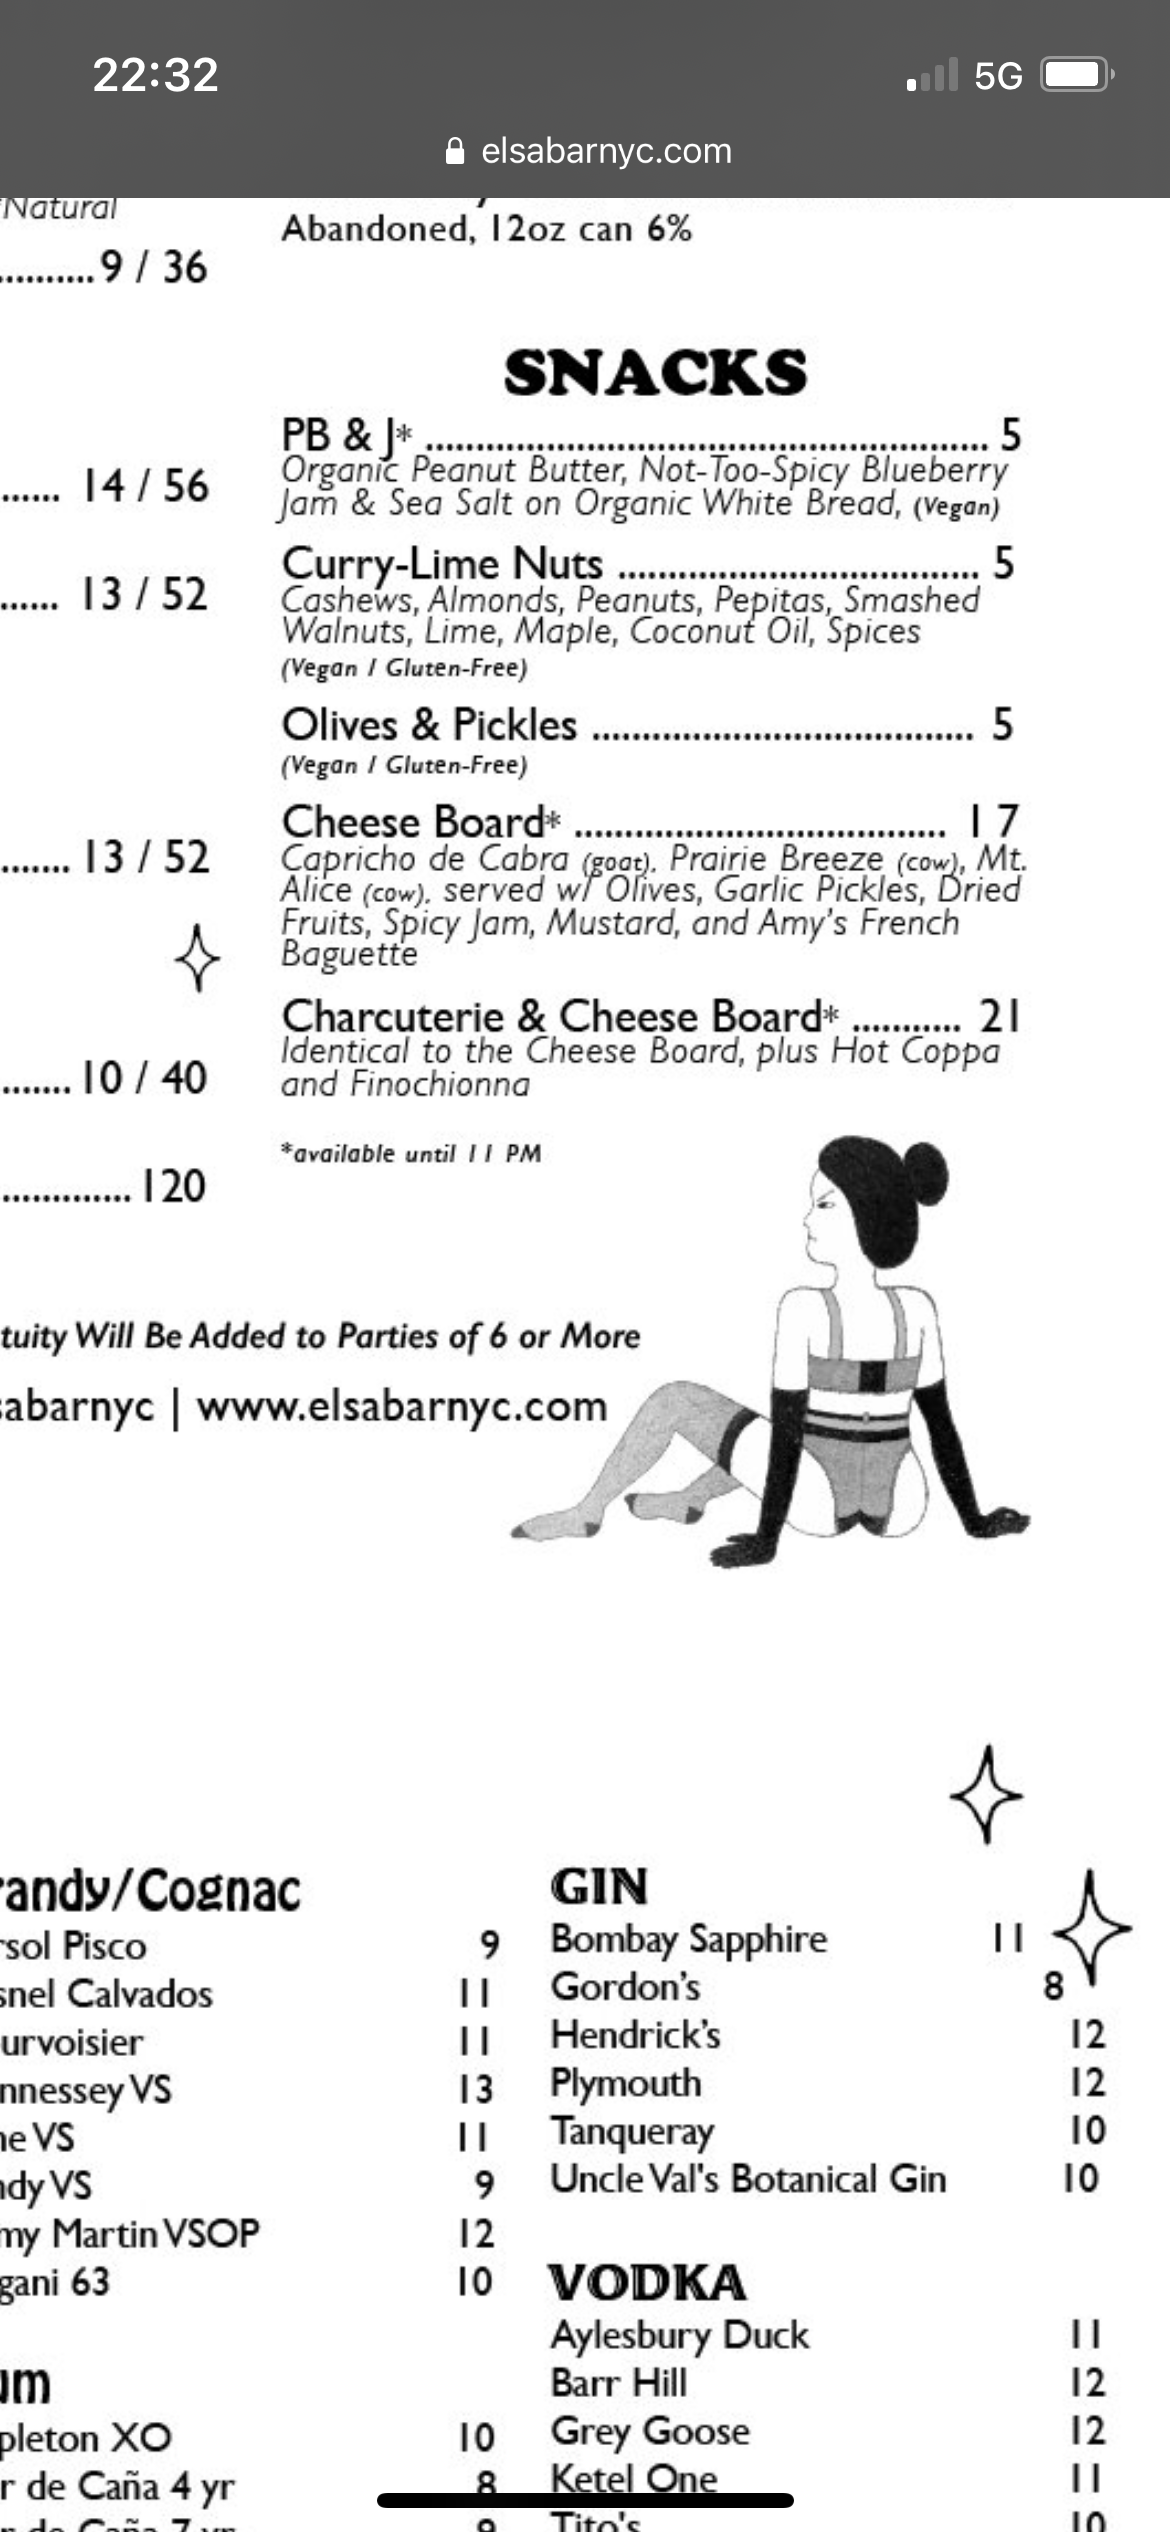 22:32
5G
elsabarnyc.com
*Natural
..........9 / 36
Abandoned, 12oz can 6%
SNACKS
PB & J* ........................................................ 5
Organic Peanut Butter, Not-Too-Spicy Blueberry
Jam & Sea Salt on Organic White Bread, (Vegan)
...... 14 / 56
Curry-Lime Nuts .................................... 5
Cashews, Almonds, Peanuts, Pepitas, Smashed
Walnuts, Lime, Maple, Coconut Oil, Spices
(Vegan / Gluten-Free)
...... 13 / 52
Olives & Pickles ...................................... 5
(Vegan / Gluten-Free)
Cheese Board* ..................................... 17
Capricho de Cabra (goat). Prairie Breeze (cow), Mt.
Alice (cow). served w/ Olives, Garlic Pickles, Dried
Fruits, Spicy Jam, Mustard, and Amy's French
Baguette
....... 13 / 52
Charcuterie & Cheese Board* ........... 21
Identical to the Cheese Board, plus Hot Coppa
and Finochionna
....... 10 / 40
*available until 11 PM
............. 120
tuity Will Be Added to Parties of 6 or More
sabarnyc | www.elsabarnyc.com
randy/Cognac
rsol Pisco 9
snel Calvados 11
urvoisier 11
nnessey VS 13
ne VS 11
ndy VS 9
my Martin VSOP 12
gani 63 10
um
pleton XO 10
r de Caña 4 yr 8
r de Caña 7 yr 9
GIN
Bombay Sapphire 11
Gordon's 8
Hendrick's 12
Plymouth 12
Tanqueray 10
Uncle Val's Botanical Gin 10
VODKA
Aylesbury Duck 11
Barr Hill 12
Grey Goose 12
Ketel One 11
Tito's 10